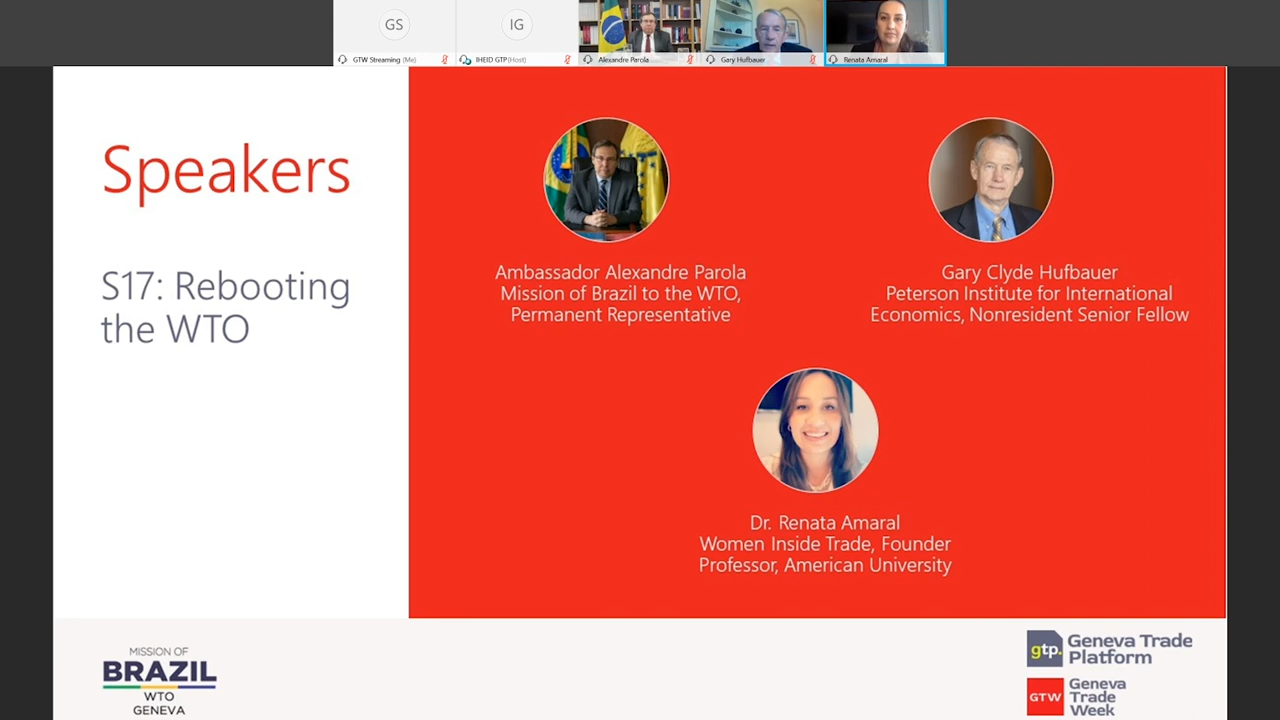 GS
IG
GTW Streaming (Me)
IHEID GTP(Host)
Alexandre Parola
Gary Hufbauer
Renata Amaral
Speakers
S17: Rebooting
the WTO
Ambassador Alexandre Parola
Mission of Brazil to the WTO,
Permanent Representative
Gary Clyde Hufbauer
Peterson Institute for International
Economics, Nonresident Senior Fellow
Dr. Renata Amaral
Women Inside Trade, Founder
Professor, American University
MISSION OF
BRAZIL
WTO
GENEVA
gtp.
Geneva Trade
Platform
GTW
Geneva
Trade
Week